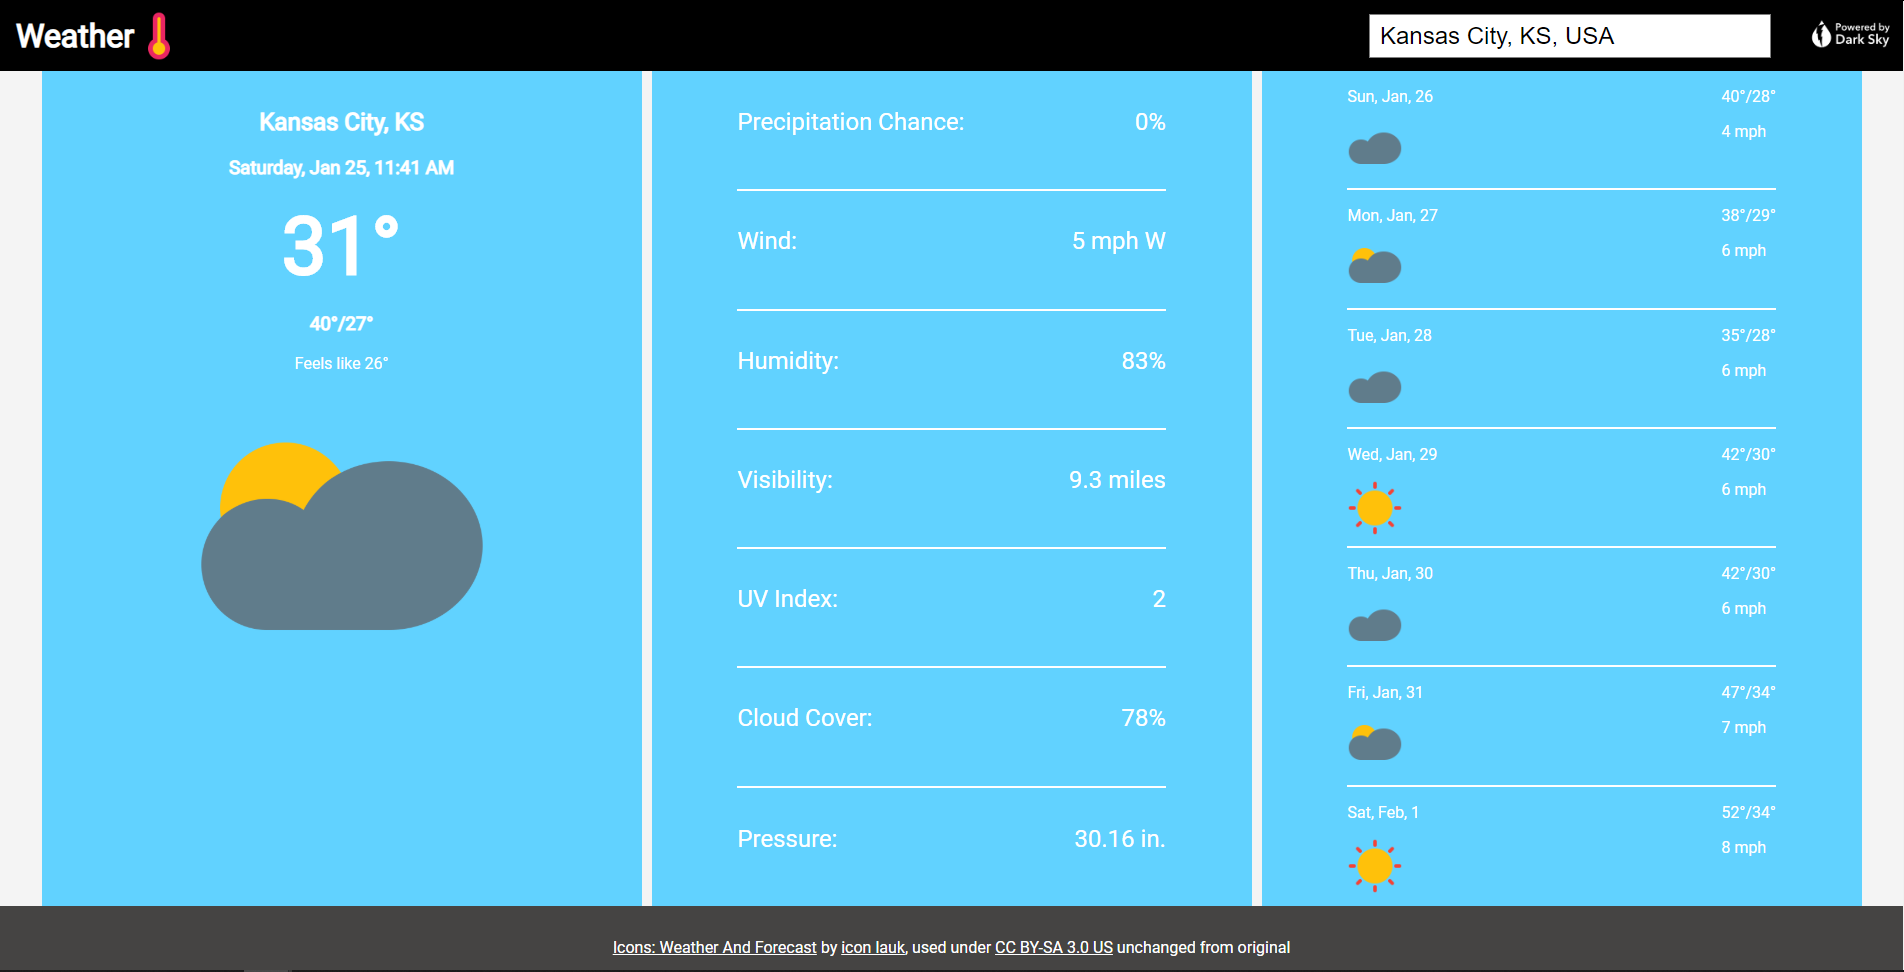 Weather
Kansas City, KS, USA
Powered by
Dark Sky
Kansas City, KS
Saturday, Jan 25, 11:41 AM
31°
40°/27°
Feels like 26°
Precipitation Chance: 0%
Wind: 5 mph W
Humidity: 83%
Visibility: 9.3 miles
UV Index: 2
Cloud Cover: 78%
Pressure: 30.16 in.
Sun, Jan, 26 40°/28°
4 mph
Mon, Jan, 27 38°/29°
6 mph
Tue, Jan, 28 35°/28°
6 mph
Wed, Jan, 29 42°/30°
6 mph
Thu, Jan, 30 42°/30°
6 mph
Fri, Jan, 31 47°/34°
7 mph
Sat, Feb, 1 52°/34°
8 mph
Icons: Weather And Forecast by icon lauk, used under CC BY-SA 3.0 US unchanged from original